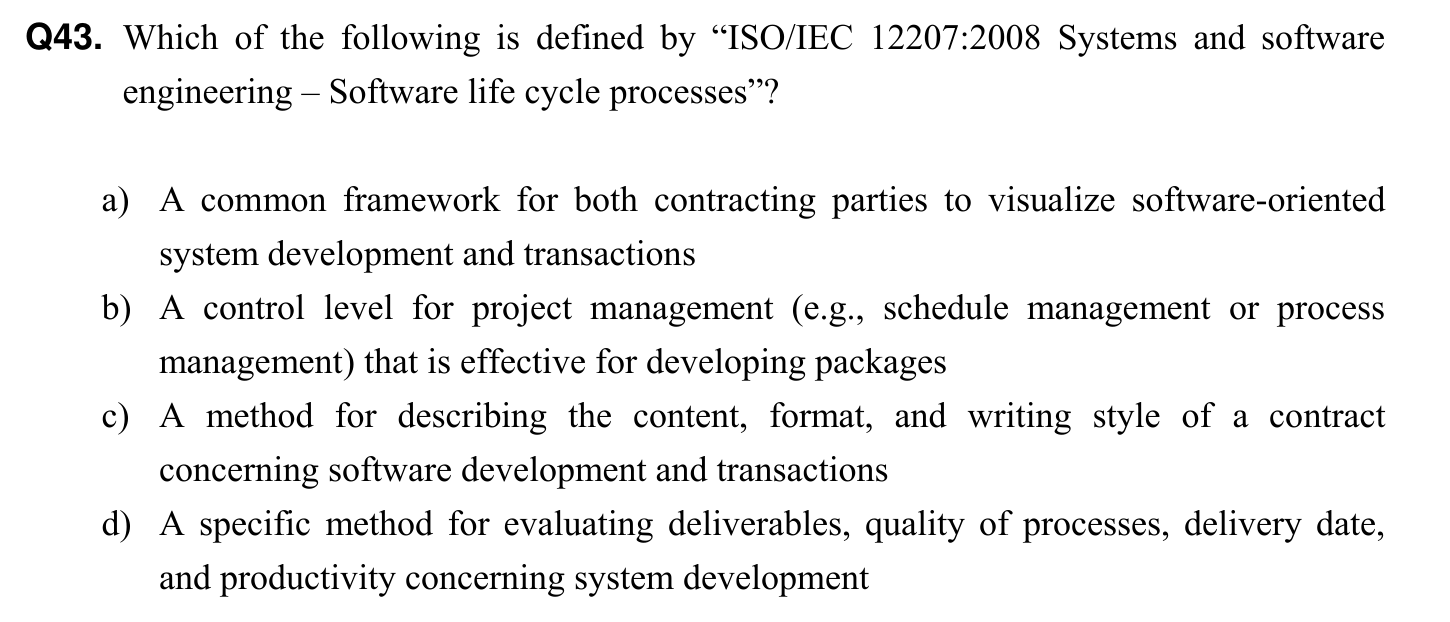 Q43. Which of the following is defined by “ISO/IEC 12207:2008 Systems and software
engineering – Software life cycle processes”?
a) A common framework for both contracting parties to visualize software-oriented
system development and transactions
b) A control level for project management (e.g., schedule management or process
management) that is effective for developing packages
c) A method for describing the content, format, and writing style of a contract
concerning software development and transactions
d) A specific method for evaluating deliverables, quality of processes, delivery date,
and productivity concerning system development